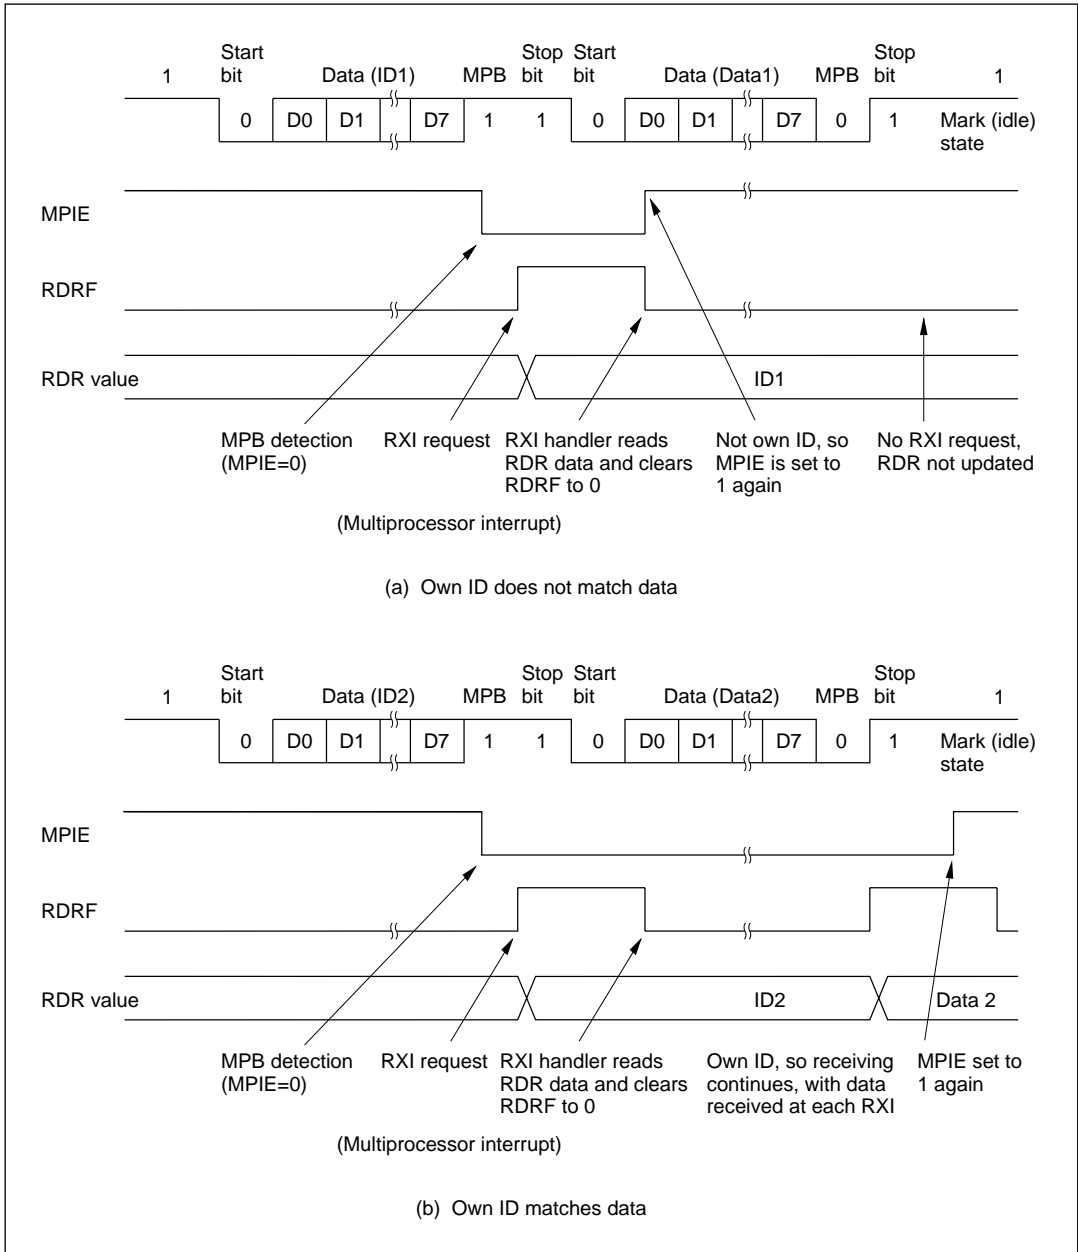 Start Stop Start Stop
1 bit Data (ID1) MPB bit bit Data (Data1) MPB bit 1
0 D0 D1 D7 1 1 0 D0 D1 D7 0 1 Mark (idle)
state
MPIE
RDRF
RDR value ID1
MPB detection RXI request RXI handler reads Not own ID, so No RXI request,
(MPIE=0) RDR data and clears MPIE is set to RDR not updated
RDRF to 0 1 again
(Multiprocessor interrupt)
(a) Own ID does not match data
Start Stop Start Stop
1 bit Data (ID2) MPB bit bit Data (Data2) MPB bit 1
0 D0 D1 D7 1 1 0 D0 D1 D7 0 1 Mark (idle)
state
MPIE
RDRF
RDR value ID2 Data 2
MPB detection RXI request RXI handler reads Own ID, so receiving MPIE set to
(MPIE=0) RDR data and clears continues, with data 1 again
RDRF to 0 received at each RXI
(Multiprocessor interrupt)
(b) Own ID matches data